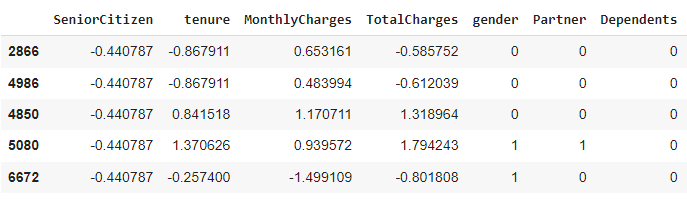 SeniorCitizen tenure MonthlyCharges TotalCharges gender Partner Dependents
2866 -0.440787 -0.867911 0.653161 -0.585752 0 0 0
4986 -0.440787 -0.867911 0.483994 -0.612039 0 0 0
4850 -0.440787 0.841518 1.170711 1.318964 0 0 0
5080 -0.440787 1.370626 0.939572 1.794243 1 1 0
6672 -0.440787 -0.257400 -1.499109 -0.801808 1 0 0